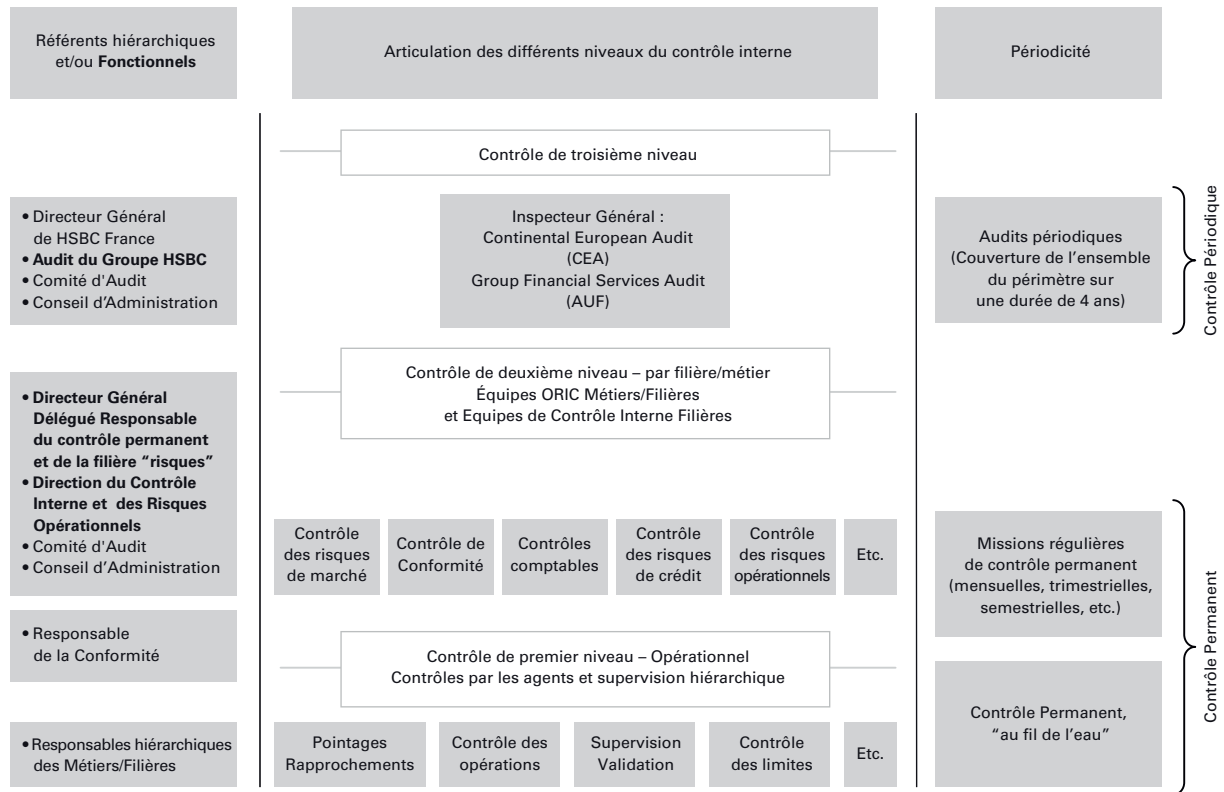 Référents hiérarchiques
et/ou Fonctionnels
Articulation des différents niveaux du contrôle interne
Périodicité
Contrôle de troisième niveau
• Directeur Général
de HSBC France
• Audit du Groupe HSBC
• Comité d'Audit
• Conseil d’Administration
Inspecteur Général :
Continental European Audit
(CEA)
Group Financial Services Audit
(AUF)
Audits périodiques
(Couverture de l’ensemble
du périmètre sur
une durée de 4 ans)
Contrôle Périodique
Contrôle de deuxième niveau – par filière/métier
Équipes ORIC Métiers/Filières
et Equipes de Contrôle Interne Filières
• Directeur Général
Délégué Responsable
du contrôle permanent
et de la filière “risques”
• Direction du Contrôle
Interne et des Risques
Opérationnels
• Comité d'Audit
• Conseil d’Administration
Contrôle
des risques
de marché
Contrôle de
Conformité
Contrôles
comptables
Contrôle
des risques
de crédit
Contrôle
des risques
opérationnels
Etc.
Missions régulières
de contrôle permanent
(mensuelles, trimestrielles,
semestrielles, etc.)
Contrôle Permanent
• Responsable
de la Conformité
Contrôle de premier niveau – Opérationnel
Contrôles par les agents et supervision hiérarchique
Contrôle Permanent,
“au fil de l’eau”
• Responsables hiérarchiques
des Métiers/Filières
Pointages
Rapprochements
Contrôle des
opérations
Supervision
Validation
Contrôle
des limites
Etc.